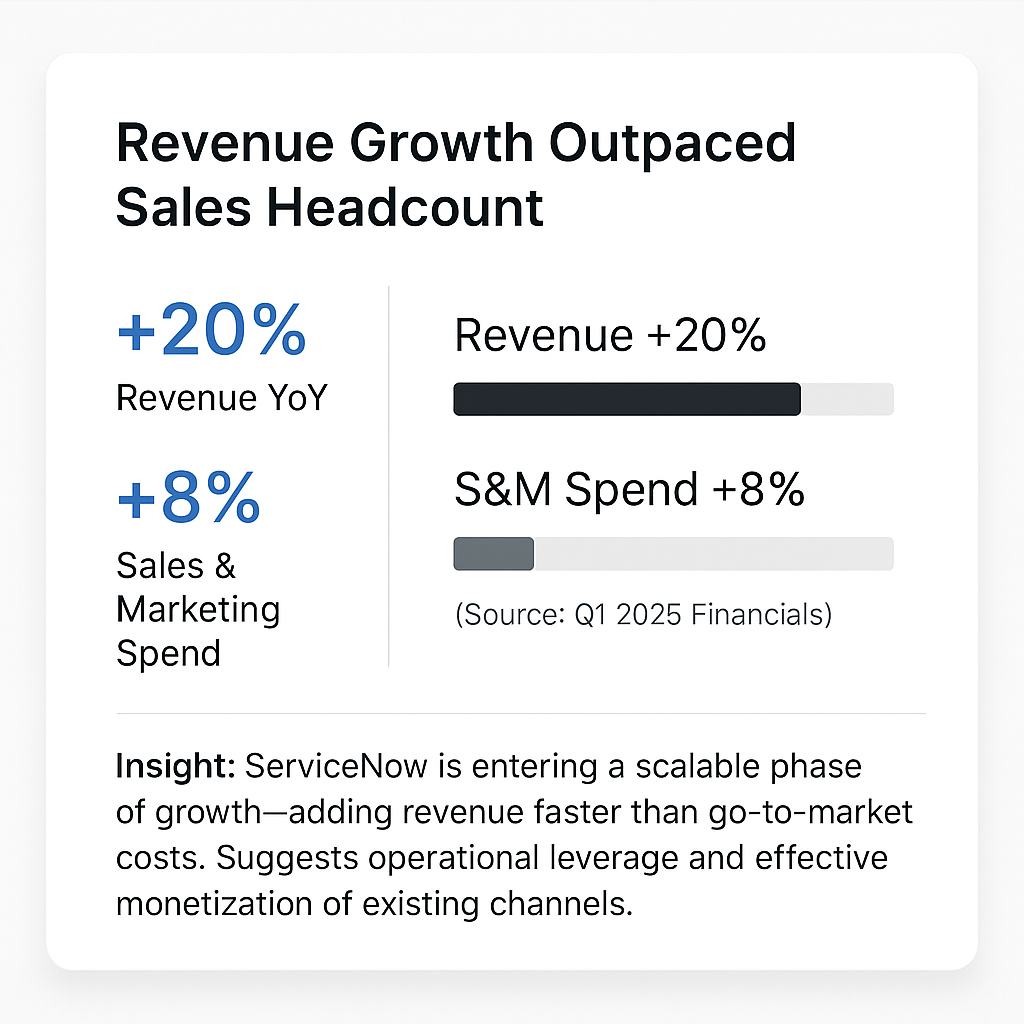 Revenue Growth Outpaced
Sales Headcount
+20%
Revenue YoY
+8%
Sales &
Marketing
Spend
Revenue +20%
S&M Spend +8%
(Source: Q1 2025 Financials)
Insight: ServiceNow is entering a scalable phase
of growth—adding revenue faster than go-to-market
costs. Suggests operational leverage and effective
monetization of existing channels.